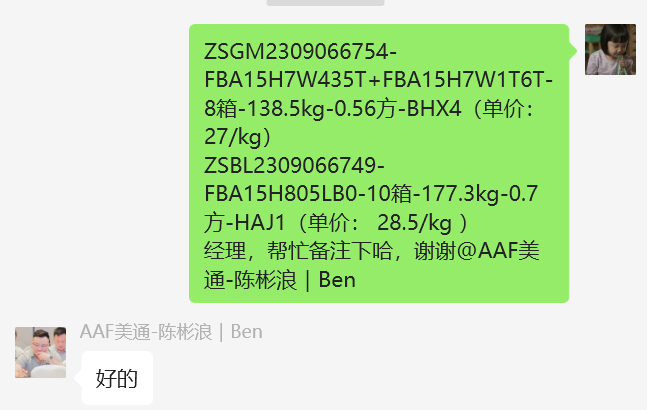 ZSGM2309066754-
FBA15H7W435T+FBA15H7W1T6T-
8箱-138.5kg-0.56方-BHX4（单价：
27/kg）
ZSBL2309066749-
FBA15H805LB0-10箱-177.3kg-0.7
方-HAJ1（单价： 28.5/kg ）
经理，帮忙备注下哈，谢谢@AAF美
通-陈彬浪｜Ben
AAF美通-陈彬浪｜Ben
好的